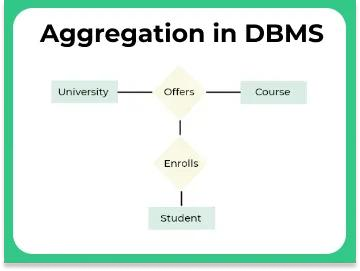 Aggregation in DBMS
University Offers Course
Enrolls
Student